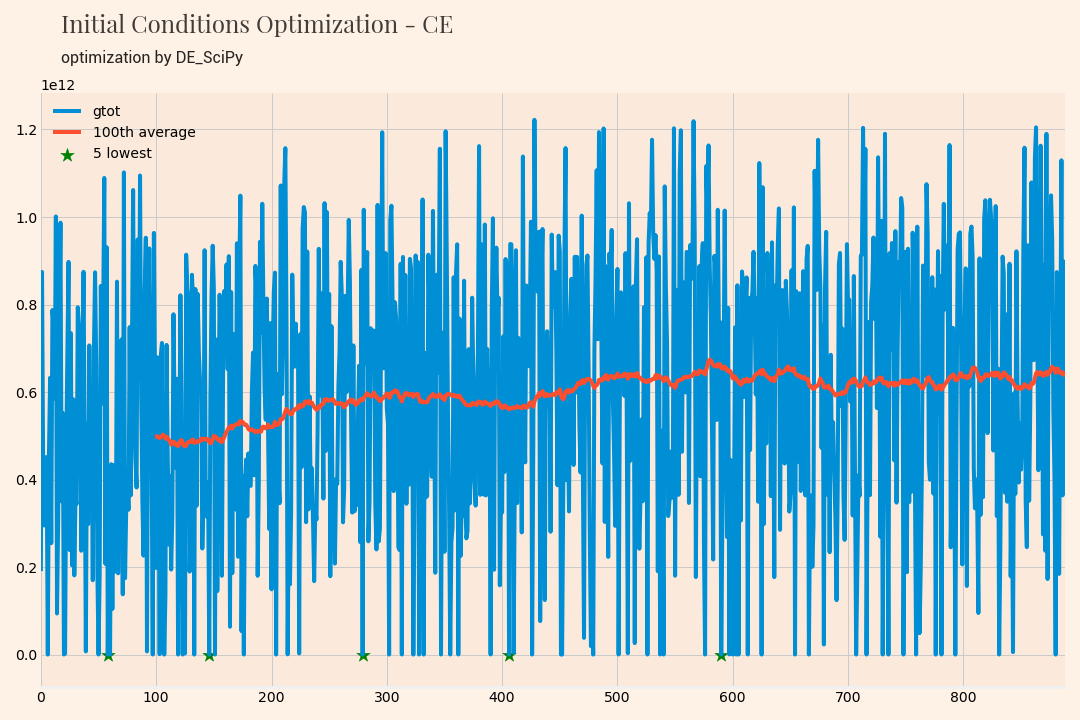 Initial Conditions Optimization - CE
optimization by DE_SciPy
1e12
gtot
100th average
5 lowest
1.2
1.0
0.8
0.6
0.4
0.2
0.0
0 100 200 300 400 500 600 700 800